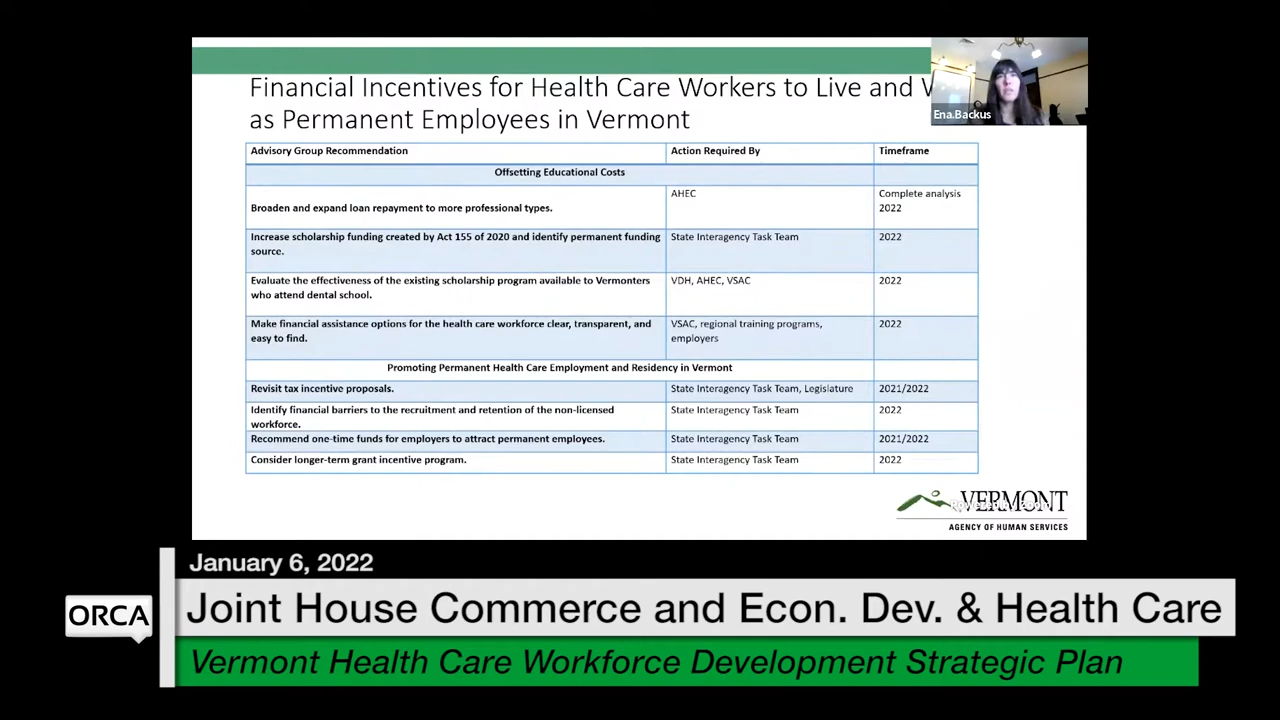 Financial Incentives for Health Care Workers to Live and W
as Permanent Employees in Vermont
Ena.Backus
Advisory Group Recommendation Action Required By Timeframe
Offsetting Educational Costs
Broaden and expand loan repayment to more professional types. AHEC Complete analysis
2022
Increase scholarship funding created by Act 155 of 2020 and identify permanent funding State Interagency Task Team 2022
source.
Evaluate the effectiveness of the existing scholarship program available to Vermonters VDH, AHEC, VSAC 2022
who attend dental school.
Make financial assistance options for the health care workforce clear, transparent, and VSAC, regional training programs, 2022
easy to find. employers
Promoting Permanent Health Care Employment and Residency in Vermont
Revisit tax incentive proposals. State Interagency Task Team, Legislature 2021/2022
Identify financial barriers to the recruitment and retention of the non-licensed State Interagency Task Team 2022
workforce.
Recommend one-time funds for employers to attract permanent employees. State Interagency Task Team 2021/2022
Consider longer-term grant incentive program. State Interagency Task Team 2022
VERMONT
Powered by Zoom
AGENCY OF HUMAN SERVICES
January 6, 2022
ORCA
Joint House Commerce and Econ. Dev. & Health Care
Vermont Health Care Workforce Development Strategic Plan